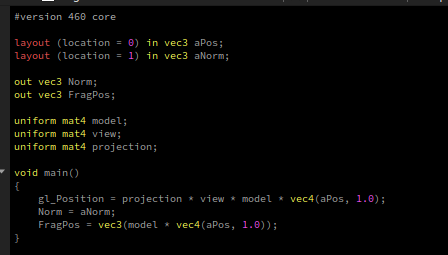 #version 460 core
layout (location = 0) in vec3 aPos;
layout (location = 1) in vec3 aNorm;
out vec3 Norm;
out vec3 FragPos;
uniform mat4 model;
uniform mat4 view;
uniform mat4 projection;
void main()
{
gl_Position = projection * view * model * vec4(aPos, 1.0);
Norm = aNorm;
FragPos = vec3(model * vec4(aPos, 1.0));
}